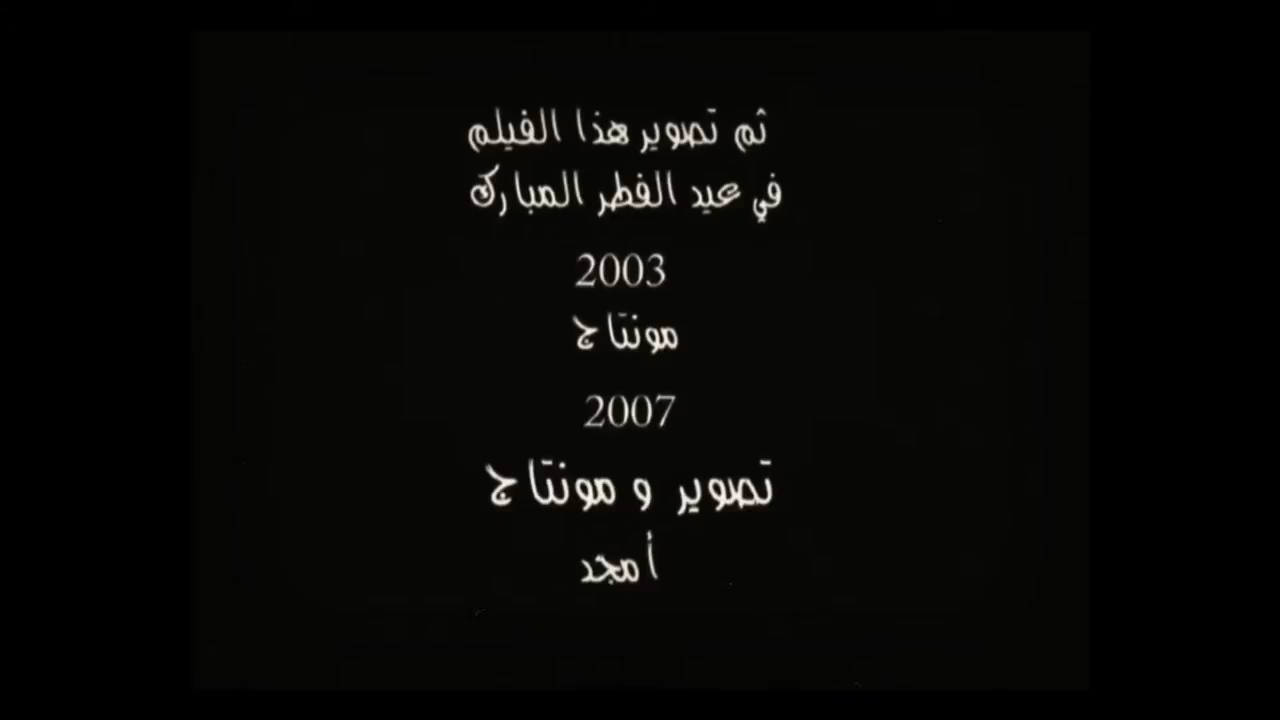 ثم تصوير هذا الفيلم
في عيد الفطر المبارك
2003
مونتاج
2007
تصوير و مونتاج
أمجد